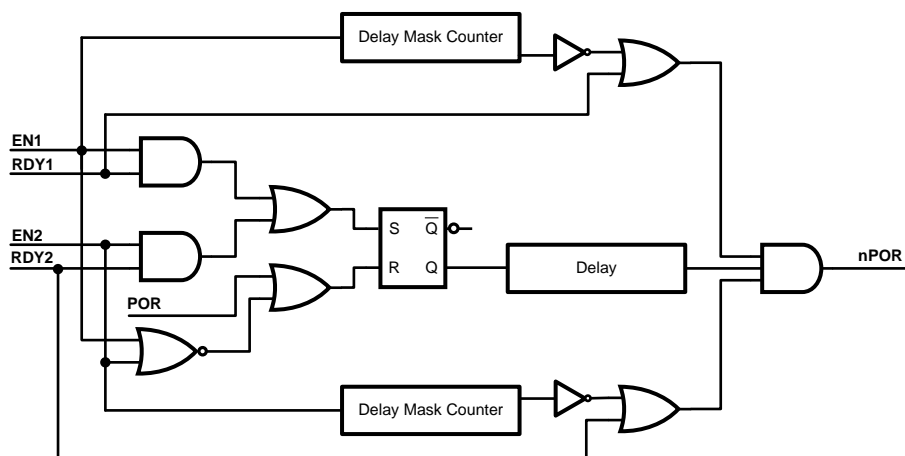 Delay Mask Counter
EN1
RDY1
EN2
RDY2
S Q
R Q
Delay
nPOR
POR
Delay Mask Counter